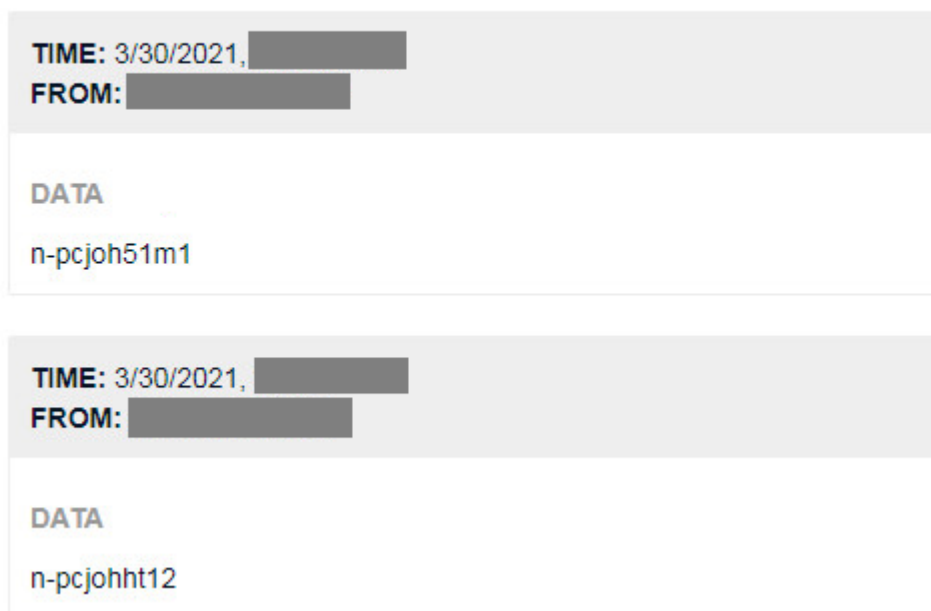 TIME: 3/30/2021,
FROM:
DATA
n-pcjoh51m1
TIME: 3/30/2021,
FROM:
DATA
n-pcjohht12